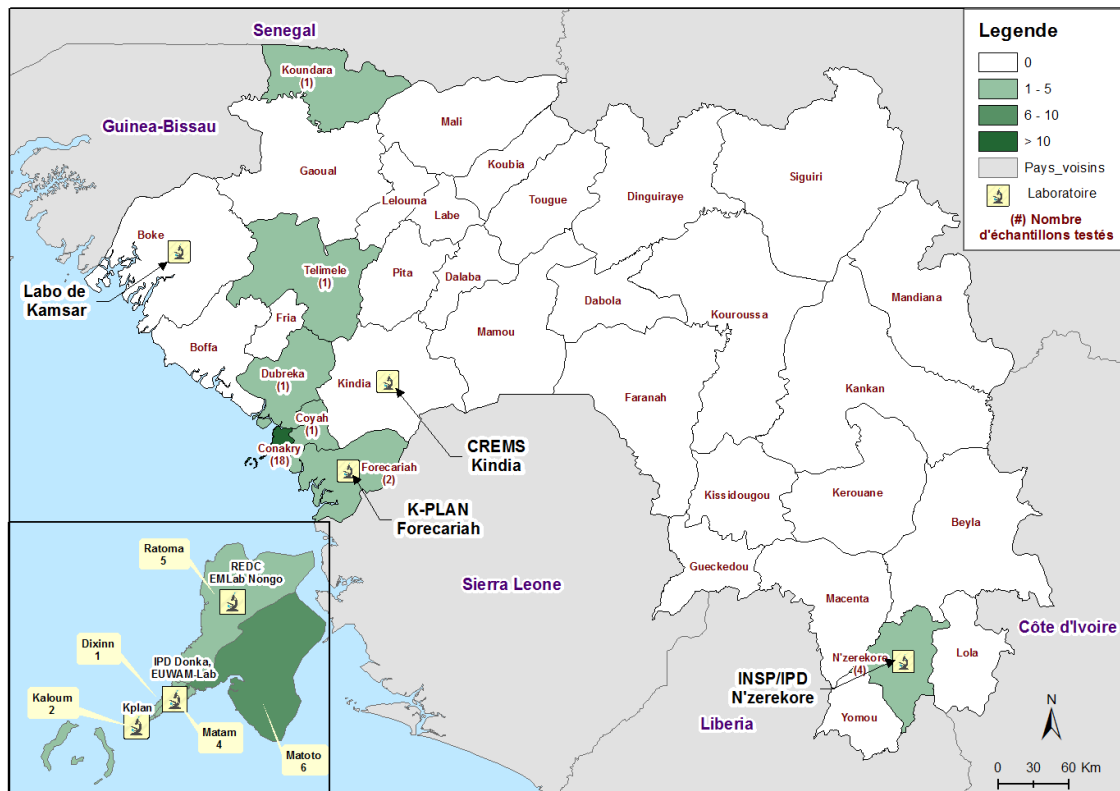 Senegal
Guinea-Bissau
Koundara
(1)
Mali
Koubia
Gaoual
Lelouma
Labe
Tougue
Dinguiraye
Siguiri
Boke
Labo de
Kamsar
Telimele
(1)
Pita
Dalaba
Fria
Boffa
Mamou
Dabola
Kouroussa
Mandiana
Dubreka
(1)
Kindia
Coyah
(1)
Conakry
(18)
Forecariah
(2)
CREMS
Kindia
K-PLAN
Forecariah
Faranah
Kankan
Kissidougou
Kerouane
Beyla
Gueckedou
Macenta
Sierra Leone
Côte d'Ivoire
N'zerekore
(4)
Lola
INSP/IPD
N'zerekore
Yomou
Liberia
Legende
0
1 - 5
6 - 10
> 10
Pays_voisins
Laboratoire
(#) Nombre
d'échantillons testés
Ratoma
5
REDC
EMLab Nongo
Dixinn
1
IPD Donka,
EUWAM-Lab
Kaloum
2
Kplan
Matam
4
Matoto
6
N
0 30 60 Km